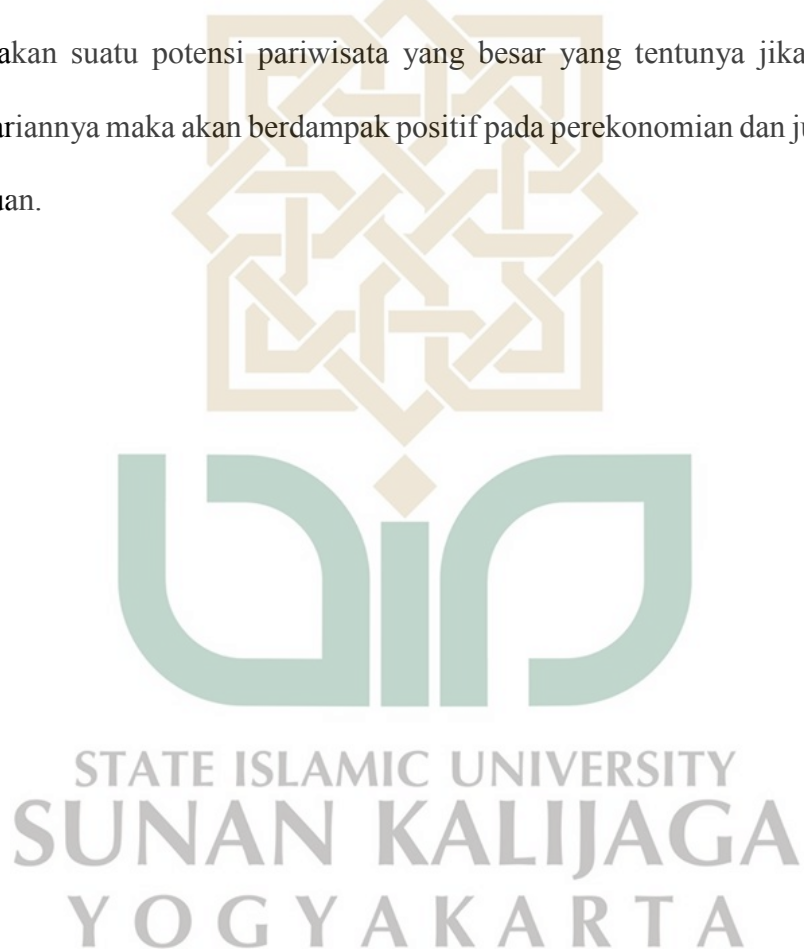 akan suatu potensi pariwisata yang besar yang tentunya jika
ariannya maka akan berdampak positif pada perekonomian dan ju
uan.
STATE ISLAMIC UNIVERSITY
SUNAN KALIJAGA
YOGYAKARTA